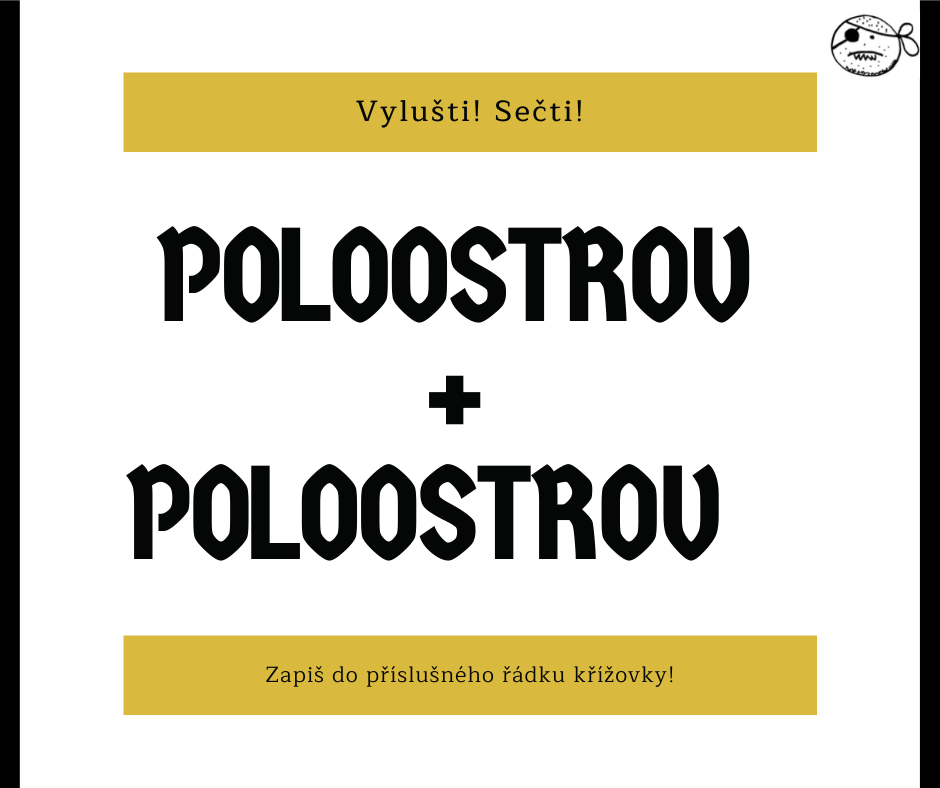 Vylušti! Sečti!
POLOOSTROV
+
POLOOSTROV
Zapiš do příslušného řádku křížovky!